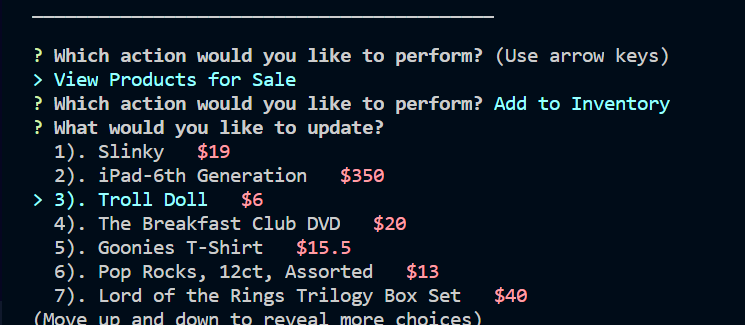 ? Which action would you like to perform? (Use arrow keys)
> View Products for Sale
? Which action would you like to perform? Add to Inventory
? What would you like to update?
1). Slinky $19
2). iPad-6th Generation $350
> 3). Troll Doll $6
4). The Breakfast Club DVD $20
5). Goonies T-Shirt $15.5
6). Pop Rocks, 12ct, Assorted $13
7). Lord of the Rings Trilogy Box Set $40
(Move up and down to reveal more choices)